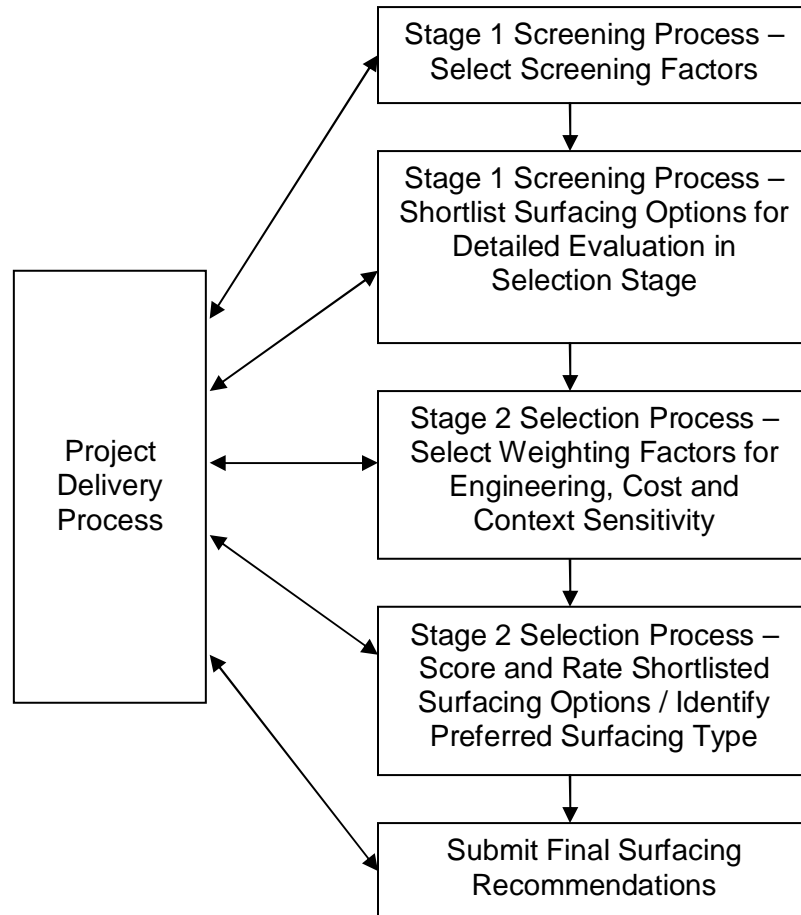 Stage 1 Screening Process –
Select Screening Factors
Stage 1 Screening Process –
Shortlist Surfacing Options for
Detailed Evaluation in
Selection Stage
Project
Delivery
Process
Stage 2 Selection Process –
Select Weighting Factors for
Engineering, Cost and
Context Sensitivity
Stage 2 Selection Process –
Score and Rate Shortlisted
Surfacing Options / Identify
Preferred Surfacing Type
Submit Final Surfacing
Recommendations